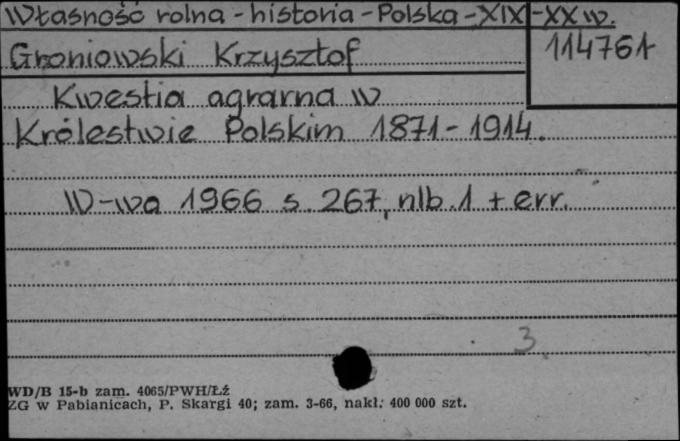 Własność rolna - historia - Polska - XIX - XX w.
Groniowski Krzysztof
114761
Kwestia agrarna w
Królestwie Polskim 1871 - 1914.
W-wa 1966 s. 267, nlb. 1 + err.
3
WD/B 15-b zam. 4065/PWH/Łź
ZG w Pabianicach, P. Skargi 40; zam. 3-66, nakł. 400 000 szt.